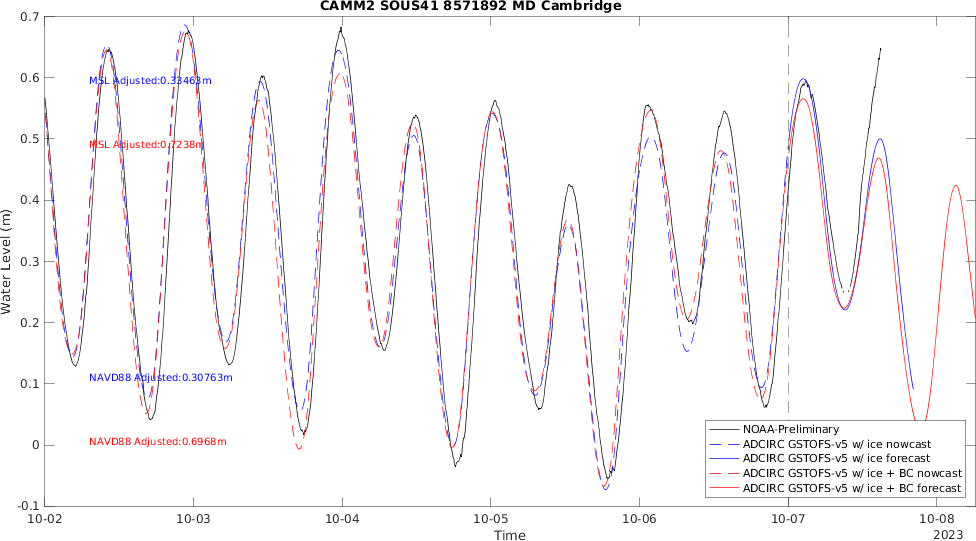 CAMM2 SOUS41 8571892 MD Cambridge
0.7
0.6
0.5
0.4
0.3
0.2
0.1
0
-0.1
Water Level (m)
MSL Adjusted:0.33463m
MSL Adjusted:0.7238m
NAVD88 Adjusted:0.30763m
NAVD88 Adjusted:0.6968m
NOAA-Preliminary
ADCIRC GSTOFS-v5 w/ ice nowcast
ADCIRC GSTOFS-v5 w/ ice forecast
ADCIRC GSTOFS-v5 w/ ice + BC nowcast
ADCIRC GSTOFS-v5 w/ ice + BC forecast
10-02 10-03 10-04 10-05 10-06 10-07 10-08
Time
2023